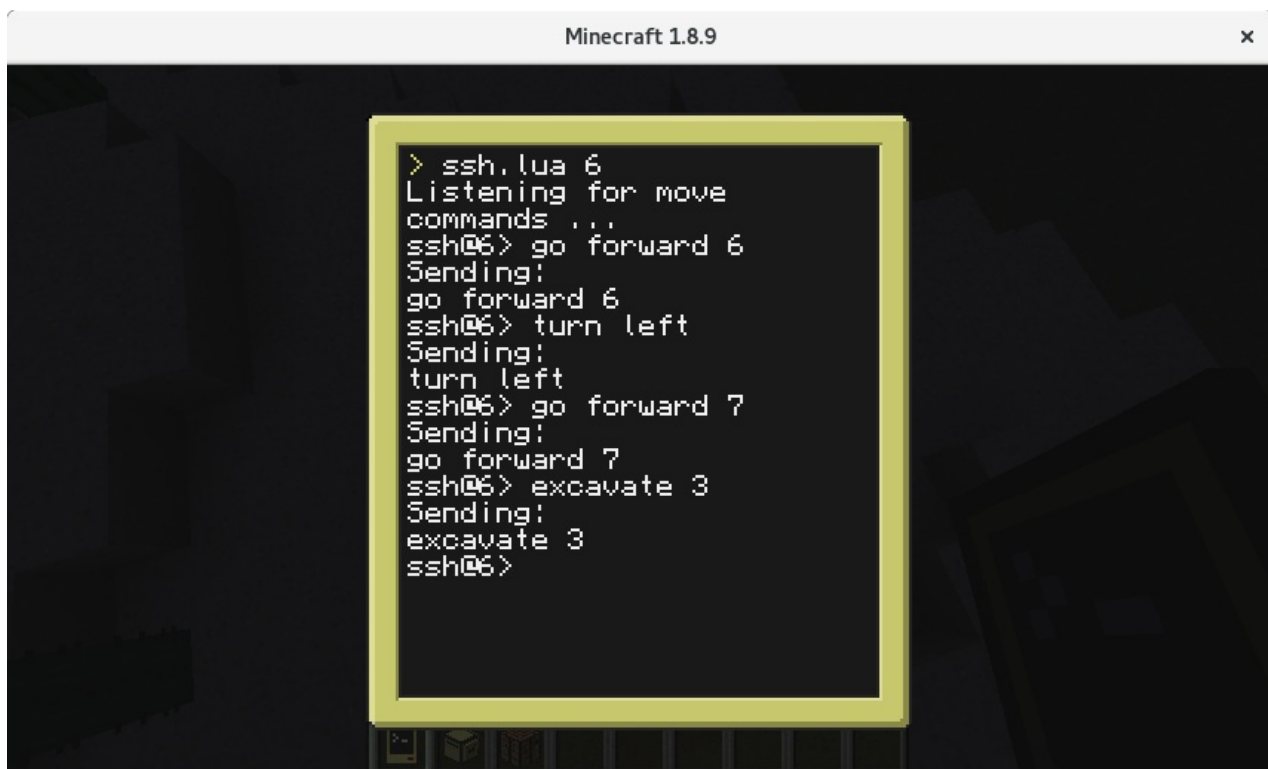 Minecraft 1.8.9
> ssh.lua 6
Listening for move
commands ...
ssh@6> go forward 6
Sending:
go forward 6
ssh@6> turn left
Sending:
turn left
ssh@6> go forward 7
Sending:
go forward 7
ssh@6> excavate 3
Sending:
excavate 3
ssh@6>